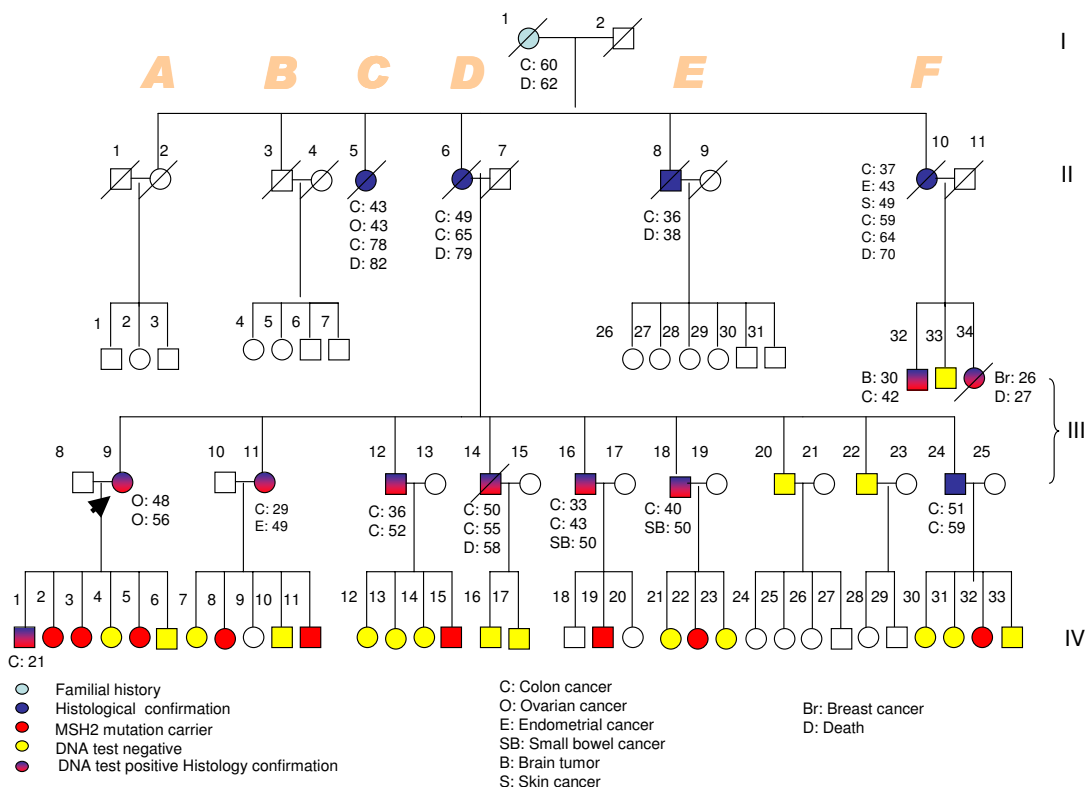 1 2 I
C: 60
D: 62
A B C D E F
1 2 3 4 5 6 7 8 9 10 11 II
C: 43
O: 43
C: 78
D: 82
C: 49
C: 65
D: 79
C: 36
D: 38
C: 37
E: 43
S: 49
C: 59
C: 64
D: 70
1 2 3 4 5 6 7 26 27 28 29 30 31 32 33 34
B: 30
C: 42
Br: 26
D: 27
III
8 9 10 11 12 13 14 15 16 17 18 19 20 21 22 23 24 25
O: 48
O: 56
C: 29
E: 49
C: 36
C: 52
C: 50
C: 55
D: 58
C: 33
C: 43
SB: 50
C: 40
SB: 50
C: 51
C: 59
1 2 3 4 5 6 7 8 9 10 11 12 13 14 15 16 17 18 19 20 21 22 23 24 25 26 27 28 29 30 31 32 33
IV
C: 21
Familial history
Histological confirmation
MSH2 mutation carrier
DNA test negative
DNA test positive Histology confirmation
C: Colon cancer
O: Ovarian cancer
E: Endometrial cancer
SB: Small bowel cancer
B: Brain tumor
S: Skin cancer
Br: Breast cancer
D: Death